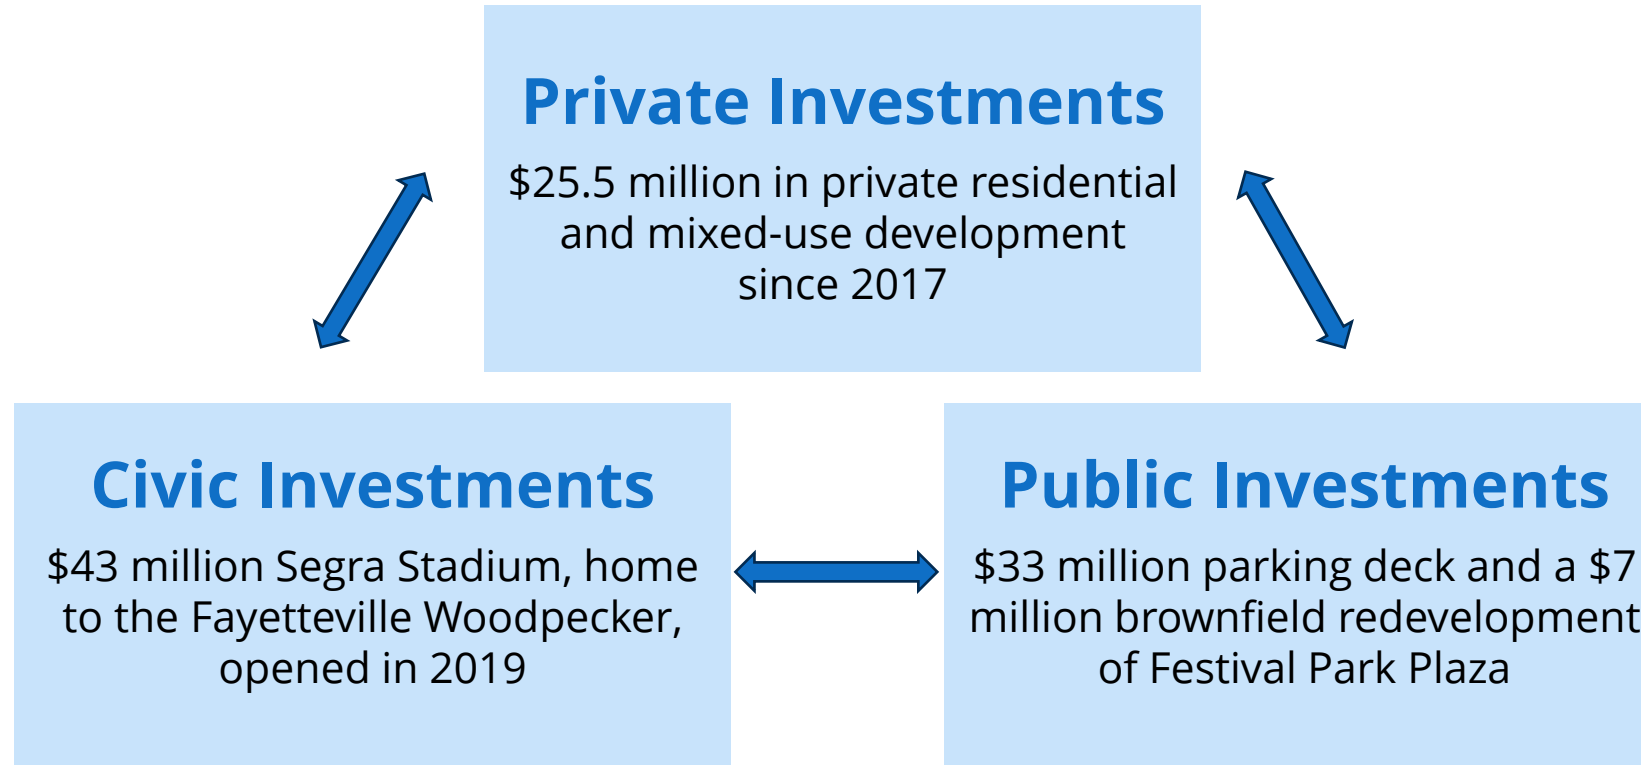 Private Investments
$25.5 million in private residential
and mixed-use development
since 2017
Civic Investments
$43 million Segra Stadium, home
to the Fayetteville Woodpecker,
opened in 2019
Public Investments
$33 million parking deck and a $7
million brownfield redevelopment
of Festival Park Plaza